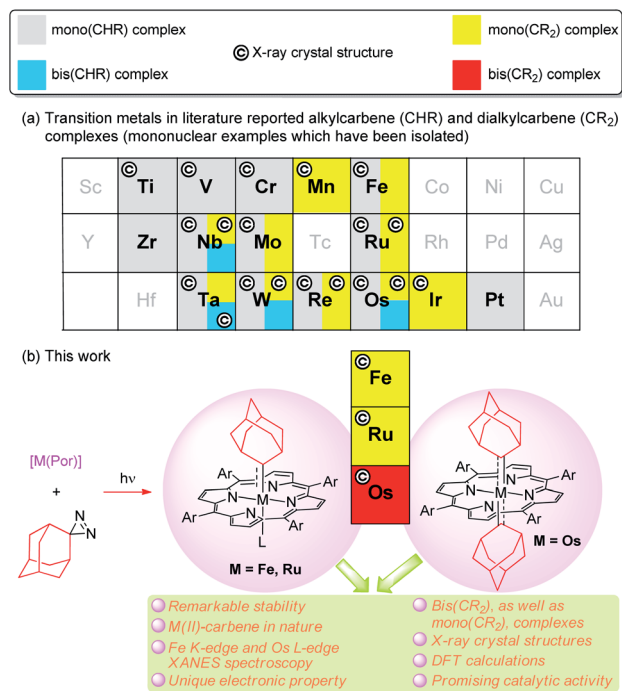 mono(CHR) complex
mono(CR2) complex
© X-ray crystal structure
bis(CHR) complex
bis(CR2) complex
(a) Transition metals in literature reported alkylcarbene (CHR) and dialkylcarbene (CR2)
complexes (mononuclear examples which have been isolated)
© © © © ©
Sc Ti V Cr Mn Fe Co Ni Cu
© © © © ©
Y Zr Nb Mo Tc Ru Rh Pd Ag
© © © © © © © ©
Hf Ta W Re Os Ir Pt Au
©
(b) This work
© Fe
© Ru
© Os
[M(Por)]
+
hν
N
N
Ar
Ar
N
N M N
N
Ar
Ar
L
M = Fe, Ru
Ar
Ar
N
N M N
N
Ar
Ar
M = Os
Remarkable stability
M(II)-carbene in nature
Fe K-edge and Os L-edge
XANES spectroscopy
Unique electronic property
Bis(CR2), as well as
mono(CR2), complexes
X-ray crystal structures
DFT calculations
Promising catalytic activity